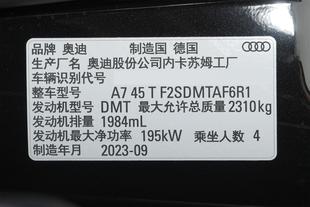 品牌 奥迪 制造国 德国
生产厂名 奥迪股份公司内卡苏姆工厂
车辆识别代号
整车型号 A7 45 T F2SDMTAF6R1
发动机型号 DMT 最大允许总质量 2310kg
发动机排量 1984mL
发动机最大净功率 195kW 乘坐人数 4
制造年月 2023-09